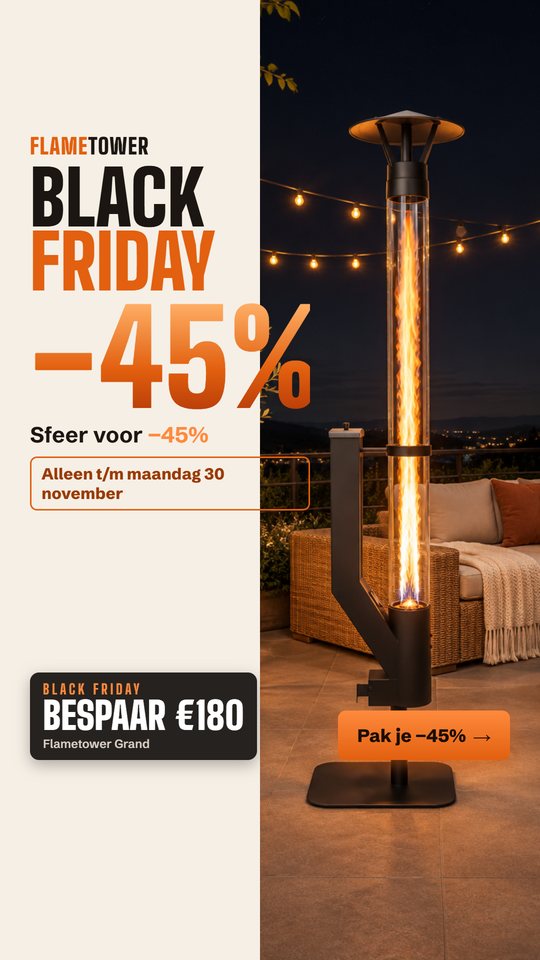 FLAMETOWER
BLACK
FRIDAY
−45%
Sfeer voor −45%
Alleen t/m maandag 30
november
BLACK FRIDAY
BESPAAR €180
Flametower Grand
Pak je −45% →